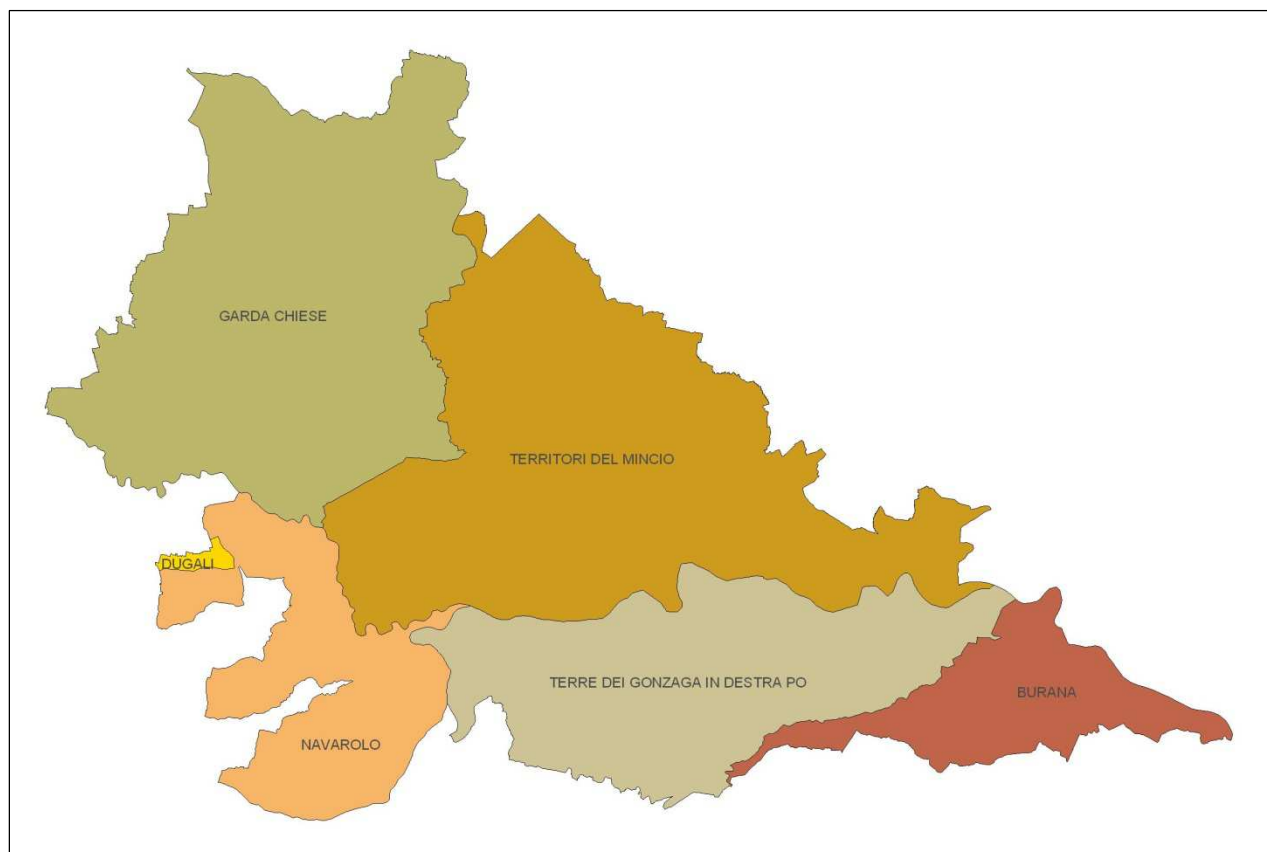 GARDA CHIESE
TERRITORI DEL MINCIO
DUGALI
TERRE DEI GONZAGA IN DESTRA PO
BURANA
NAVAROLO